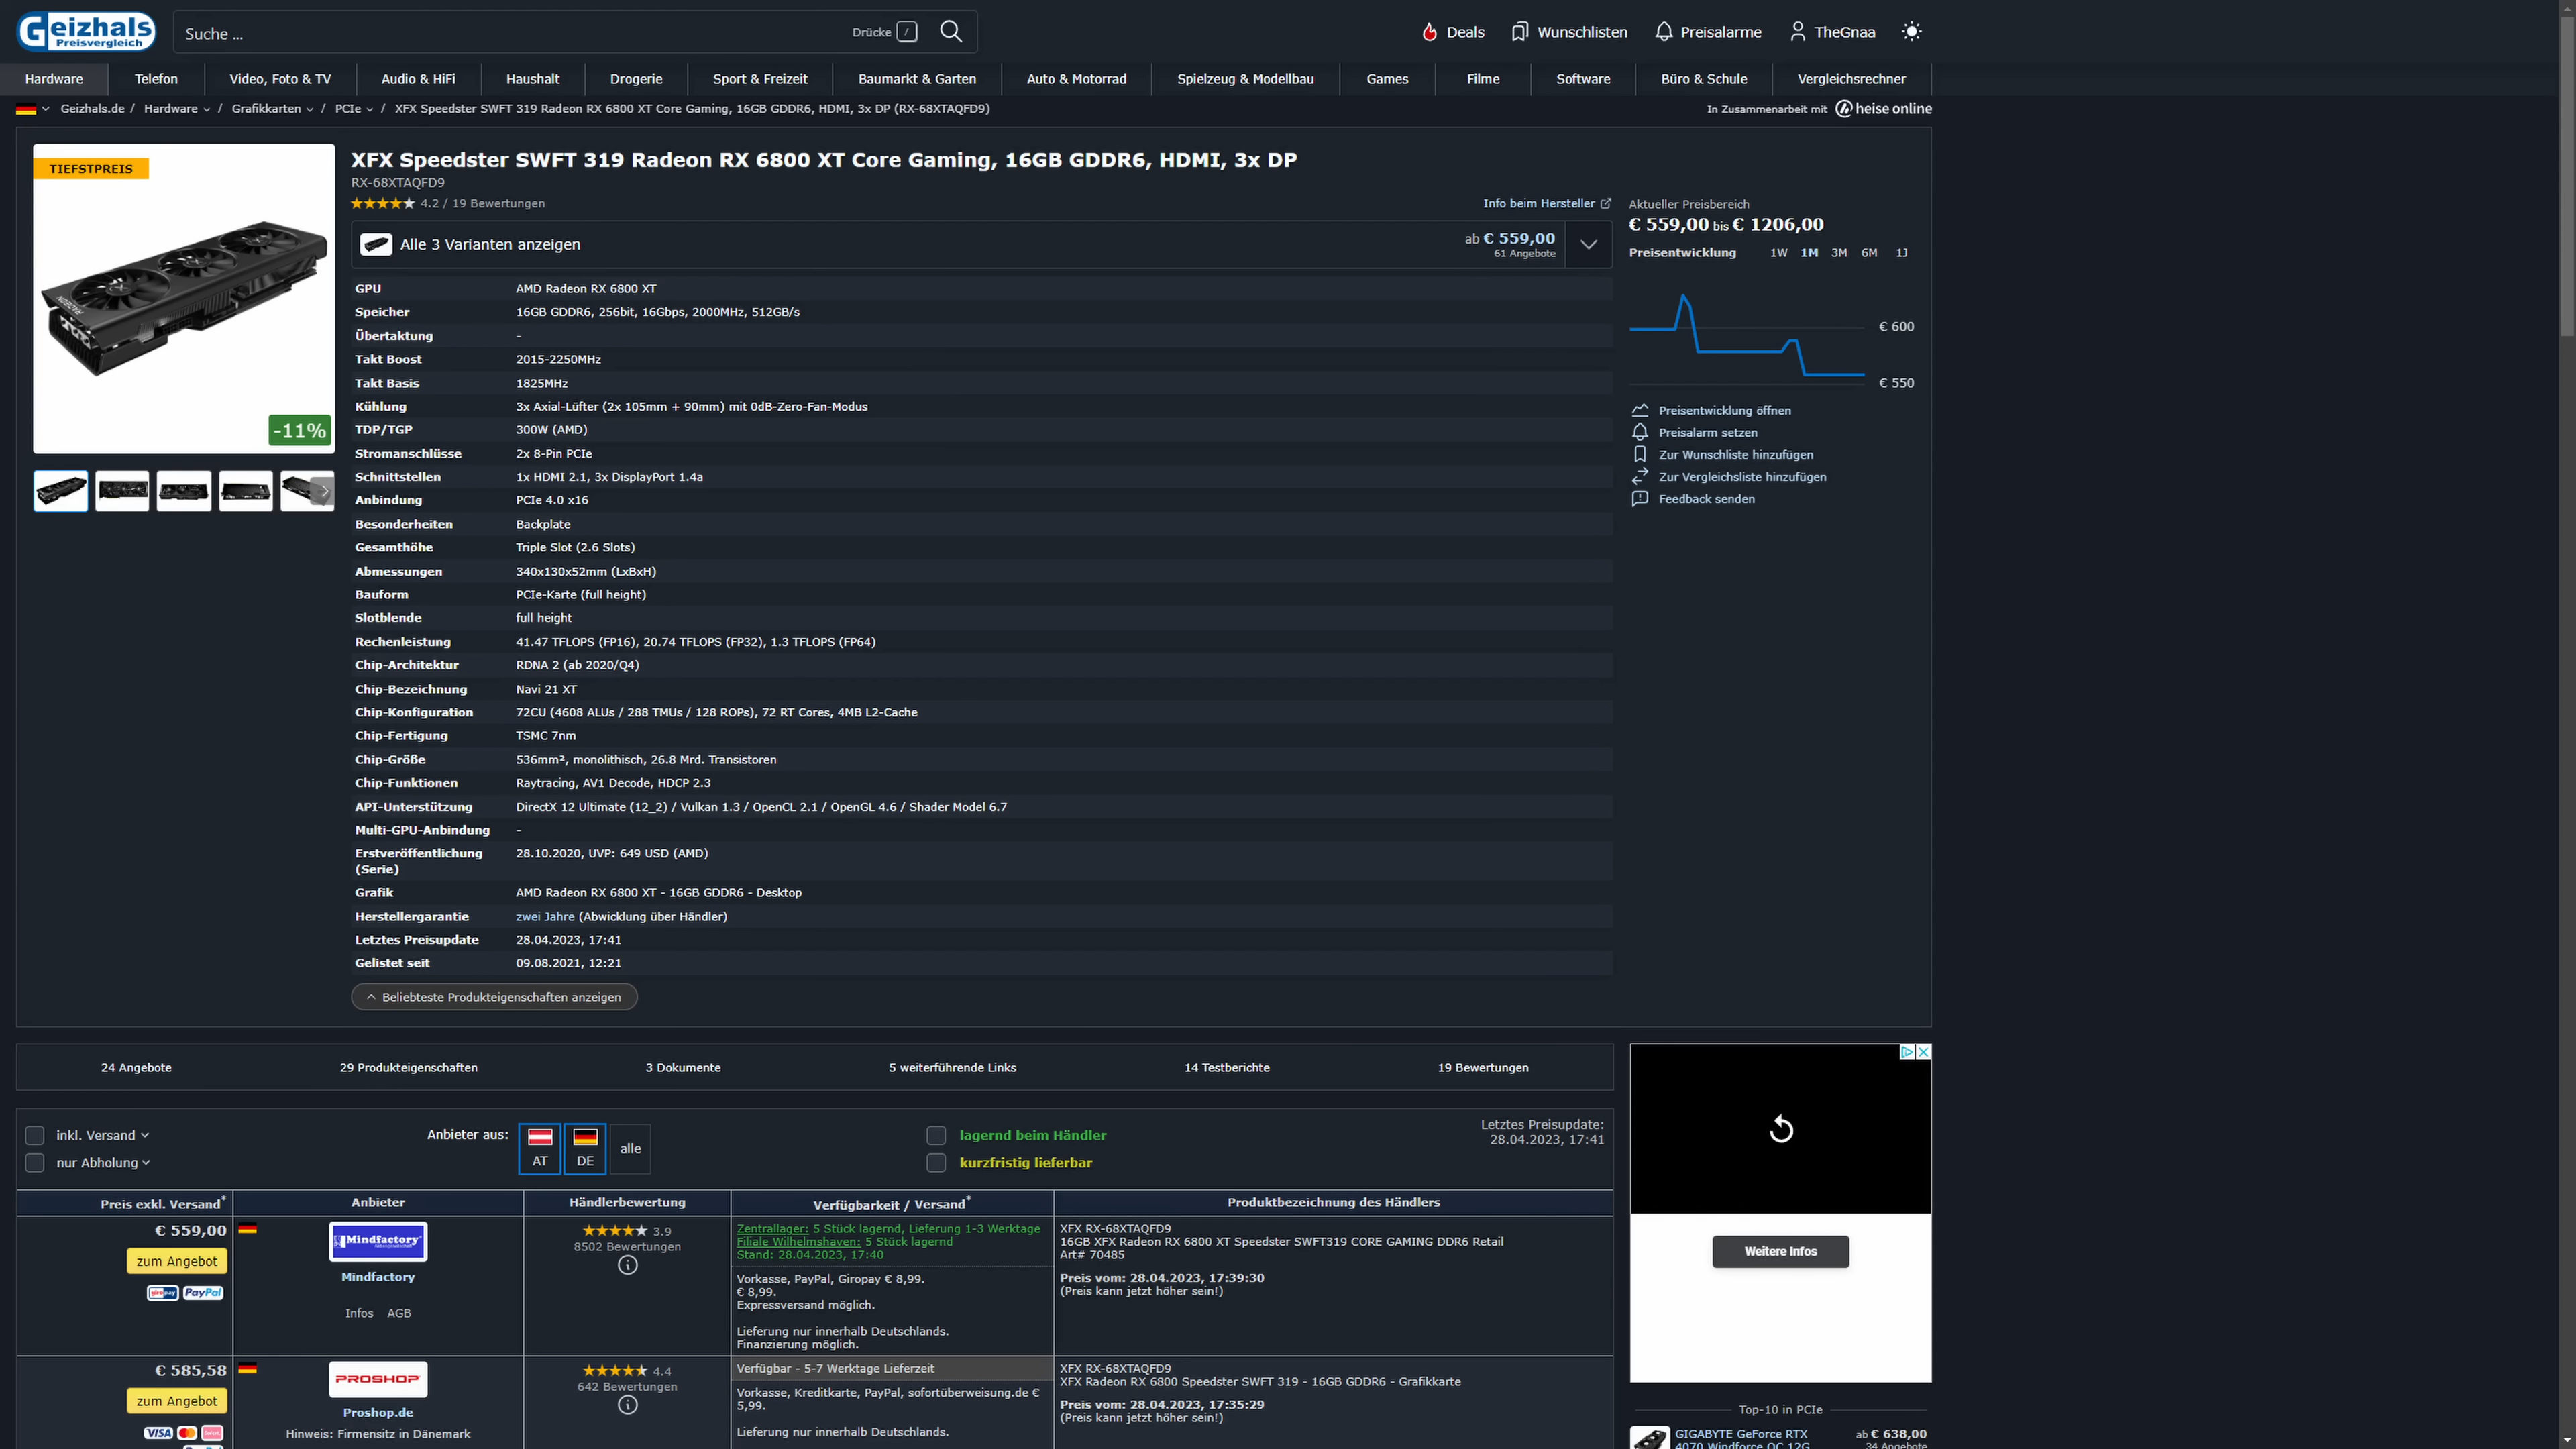 Geizhals
Preisvergleich
Suche ...
Drücke /
Deals
Wunschlisten
Preisalarme
TheGnaa
Hardware
Telefon
Video, Foto & TV
Audio & HiFi
Haushalt
Drogerie
Sport & Freizeit
Baumarkt & Garten
Auto & Motorrad
Spielzeug & Modellbau
Games
Filme
Software
Büro & Schule
Vergleichsrechner
Geizhals.de / Hardware / Grafikkarten / PCIe / XFX Speedster SWFT 319 Radeon RX 6800 XT Core Gaming, 16GB GDDR6, HDMI, 3x DP (RX-68XTAQFD9)
In Zusammenarbeit mit heise online
TIEFSTPREIS
RADEON
-11%
XFX Speedster SWFT 319 Radeon RX 6800 XT Core Gaming, 16GB GDDR6, HDMI, 3x DP
RX-68XTAQFD9
4.2 / 19 Bewertungen
Info beim Hersteller
Alle 3 Varianten anzeigen
ab € 559,00
61 Angebote
GPU AMD Radeon RX 6800 XT
Speicher 16GB GDDR6, 256bit, 16Gbps, 2000MHz, 512GB/s
Übertaktung -
Takt Boost 2015-2250MHz
Takt Basis 1825MHz
Kühlung 3x Axial-Lüfter (2x 105mm + 90mm) mit 0dB-Zero-Fan-Modus
TDP/TGP 300W (AMD)
Stromanschlüsse 2x 8-Pin PCIe
Schnittstellen 1x HDMI 2.1, 3x DisplayPort 1.4a
Anbindung PCIe 4.0 x16
Besonderheiten Backplate
Gesamthöhe Triple Slot (2.6 Slots)
Abmessungen 340x130x52mm (LxBxH)
Bauform PCIe-Karte (full height)
Slotblende full height
Rechenleistung 41.47 TFLOPS (FP16), 20.74 TFLOPS (FP32), 1.3 TFLOPS (FP64)
Chip-Architektur RDNA 2 (ab 2020/Q4)
Chip-Bezeichnung Navi 21 XT
Chip-Konfiguration 72CU (4608 ALUs / 288 TMUs / 128 ROPs), 72 RT Cores, 4MB L2-Cache
Chip-Fertigung TSMC 7nm
Chip-Größe 536mm², monolithisch, 26.8 Mrd. Transistoren
Chip-Funktionen Raytracing, AV1 Decode, HDCP 2.3
API-Unterstützung DirectX 12 Ultimate (12_2) / Vulkan 1.3 / OpenCL 2.1 / OpenGL 4.6 / Shader Model 6.7
Multi-GPU-Anbindung -
Erstveröffentlichung 28.10.2020, UVP: 649 USD (AMD)
(Serie)
Grafik AMD Radeon RX 6800 XT - 16GB GDDR6 - Desktop
Herstellergarantie zwei Jahre (Abwicklung über Händler)
Letztes Preisupdate 28.04.2023, 17:41
Gelistet seit 09.08.2021, 12:21
Beliebteste Produkteigenschaften anzeigen
Aktueller Preisbereich
€ 559,00 bis € 1206,00
Preisentwicklung 1W 1M 3M 6M 1J
€ 600
€ 550
Preisentwicklung öffnen
Preisalarm setzen
Zur Wunschliste hinzufügen
Zur Vergleichsliste hinzufügen
Feedback senden
24 Angebote
29 Produkteigenschaften
3 Dokumente
5 weiterführende Links
14 Testberichte
19 Bewertungen
inkl. Versand
nur Abholung
Anbieter aus:
AT
DE
alle
lagernd beim Händler
kurzfristig lieferbar
Letztes Preisupdate:
28.04.2023, 17:41
Preis exkl. Versand*
Anbieter
Händlerbewertung
Verfügbarkeit / Versand*
Produktbezeichnung des Händlers
€ 559,00
zum Angebot
giropay PayPal
Mindfactory
Mindfactory
Infos AGB
3.9
8502 Bewertungen
Zentrallager: 5 Stück lagernd, Lieferung 1-3 Werktage
Filiale Wilhelmshaven: 5 Stück lagernd
Stand: 28.04.2023, 17:40
Vorkasse, PayPal, Giropay € 8,99.
€ 8,99.
Expressversand möglich.
Lieferung nur innerhalb Deutschlands.
Finanzierung möglich.
XFX RX-68XTAQFD9
16GB XFX Radeon RX 6800 XT Speedster SWFT319 CORE GAMING DDR6 Retail
Art# 70485
Preis vom: 28.04.2023, 17:39:30
(Preis kann jetzt höher sein!)
€ 585,58
zum Angebot
VISA
PROSHOP
Proshop.de
Hinweis: Firmensitz in Dänemark
4.4
642 Bewertungen
Verfügbar - 5-7 Werktage Lieferzeit
Vorkasse, Kreditkarte, PayPal, sofortüberweisung.de €
5,99.
Lieferung nur innerhalb Deutschlands.
XFX RX-68XTAQFD9
XFX Radeon RX 6800 Speedster SWFT 319 - 16GB GDDR6 - Grafikkarte
Preis vom: 28.04.2023, 17:35:29
(Preis kann jetzt höher sein!)
Weitere Infos
Top-10 in PCIe
GIGABYTE GeForce RTX
4070 Windforce OC 12G
ab € 638,00
34 Angebote